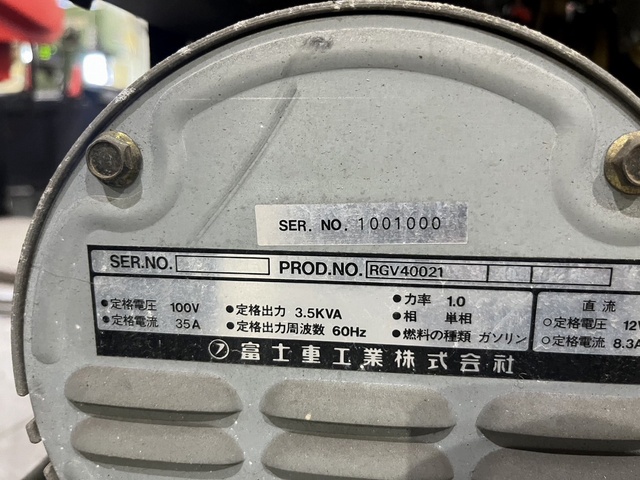 SER. NO. 1001000
SER.NO. PROD.NO. RGV40021
●定格電圧 100V ●定格出力 3.5KVA ●力率 1.0 直流
●定格電流 35A ●定格出力周波数 60Hz ●相 単相 ○定格電圧 12V
●燃料の種類 ガソリン ○定格電流 8.3A
㋫富士重工業株式会社